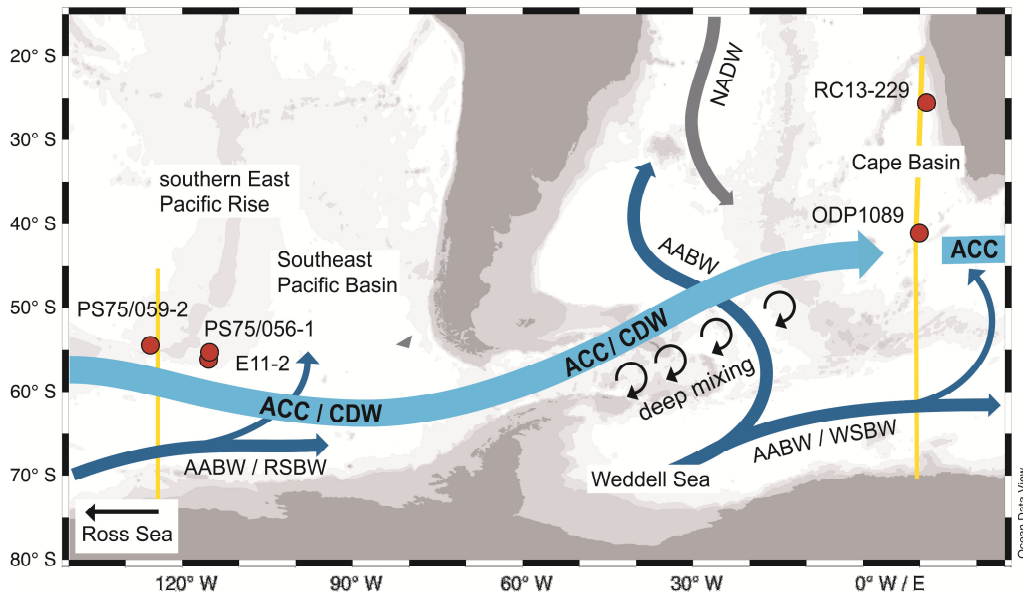 20° S
30° S
40° S
50° S
60° S
70° S
80° S
120° W
90° W
60° W
30° W
0° W / E
NADW
RC13-229
Cape Basin
ODP1089
ACC
southern East
Pacific Rise
Southeast
Pacific Basin
AABW
PS75/059-2
PS75/056-1
E11-2
ACC / CDW
ACC / CDW
deep mixing
AABW / RSBW
AABW / WSBW
Weddell Sea
Ross Sea
Ocean Data View